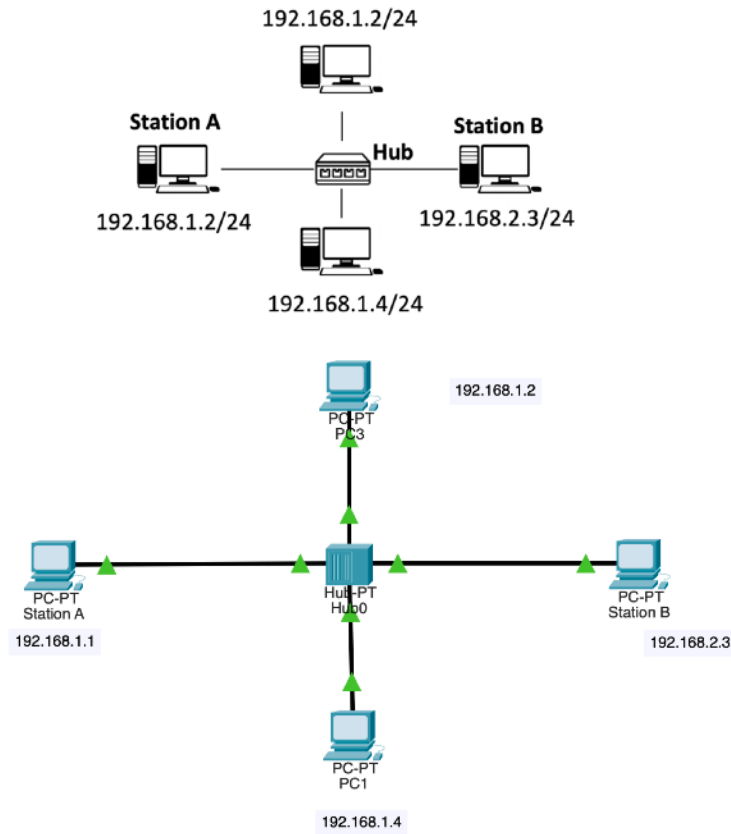 192.168.1.2/24
Station A
Station B
Hub
192.168.1.2/24
192.168.2.3/24
192.168.1.4/24
PC-PT
PC3
192.168.1.2
PC-PT
Station A
192.168.1.1
Hub-PT
Hub0
PC-PT
Station B
192.168.2.3
PC-PT
PC1
192.168.1.4